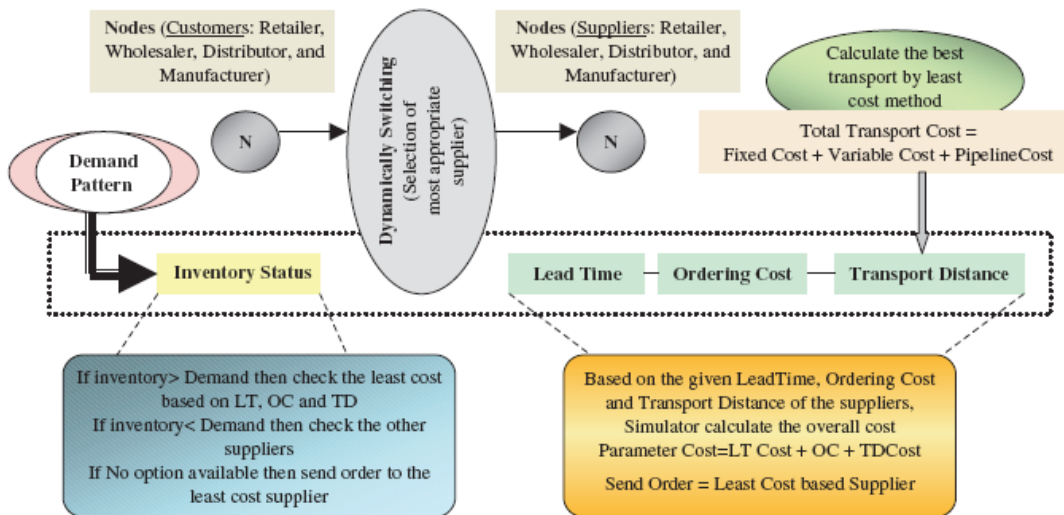 Nodes (Customers: Retailer,
Wholesaler, Distributor, and
Manufacturer)
N
Dynamically Switching
(Selection of
most appropriate
supplier)
Nodes (Suppliers: Retailer,
Wholesaler, Distributor, and
Manufacturer)
N
Calculate the best
transport by least
cost method
Total Transport Cost =
Fixed Cost + Variable Cost + PipelineCost
Demand
Pattern
Inventory Status
Lead Time
Ordering Cost
Transport Distance
If inventory> Demand then check the least cost
based on LT, OC and TD
If inventory< Demand then check the other
suppliers
If No option available then send order to the
least cost supplier
Based on the given LeadTime, Ordering Cost
and Transport Distance of the suppliers,
Simulator calculate the overall cost
Parameter Cost=LT Cost + OC + TDCost
Send Order = Least Cost based Supplier